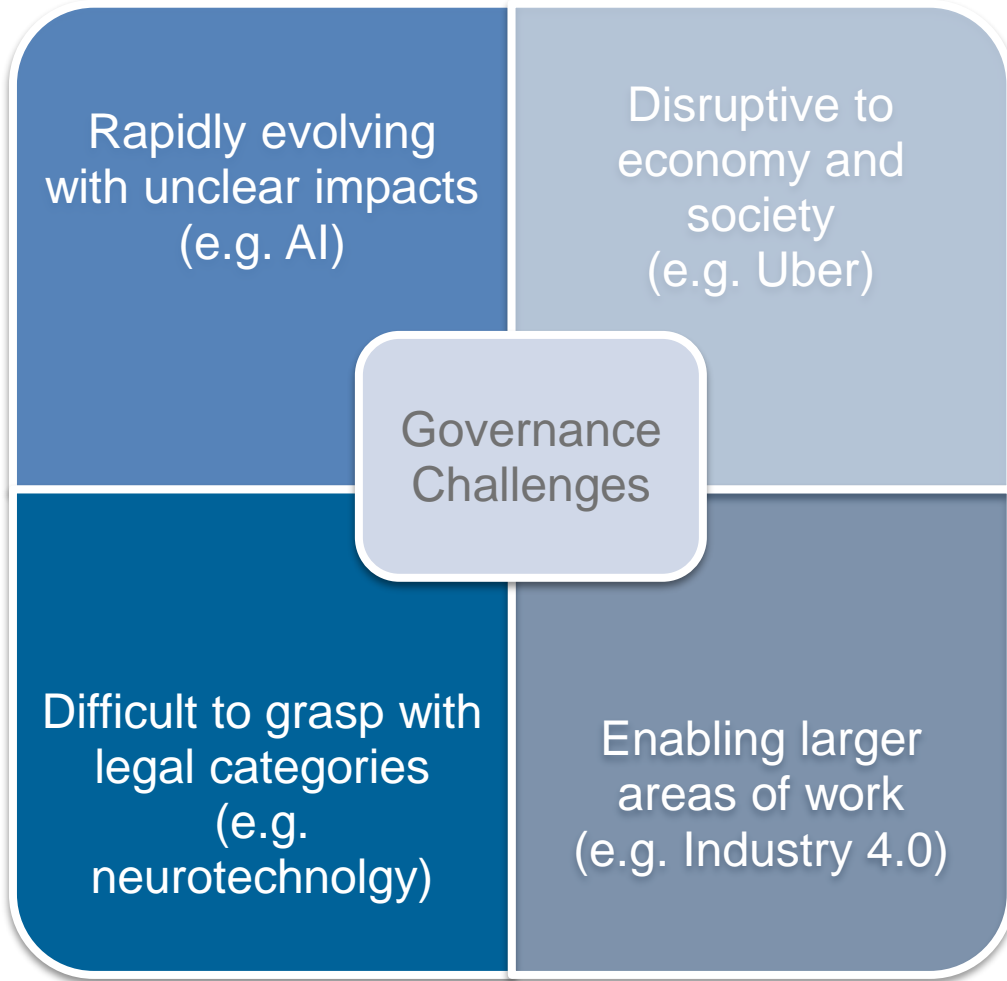 Rapidly evolving
with unclear impacts
(e.g. AI)
Disruptive to
economy and
society
(e.g. Uber)
Governance
Challenges
Difficult to grasp with
legal categories
(e.g.
neurotechnolgy)
Enabling larger
areas of work
(e.g. Industry 4.0)